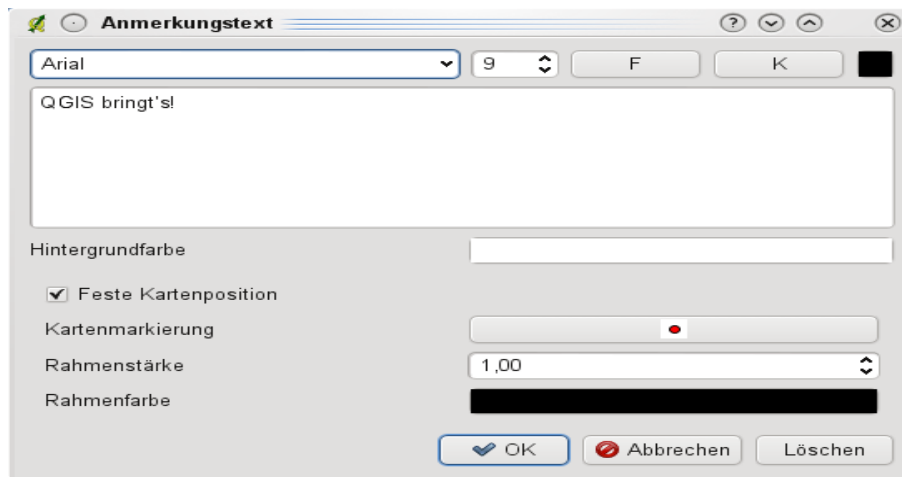 Anmerkungstext
Arial 9 F K
QGIS bringt's!
Hintergrundfarbe
Feste Kartenposition
Kartenmarkierung
Rahmenstärke 1,00
Rahmenfarbe
OK Abbrechen Löschen